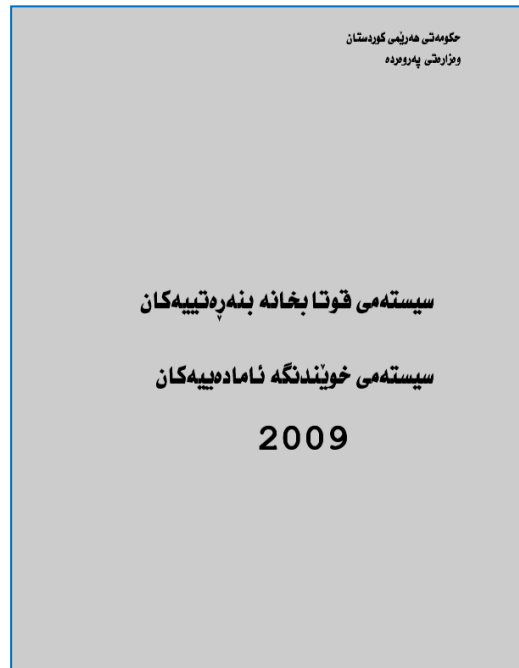 حکومەتی هەرێمی کوردستان
وەزارەتی پەروەردە
سیستەمی قوتابخانە بنەڕەتییەکان
سیستەمی خوێندنگە ئامادەییەکان
2009